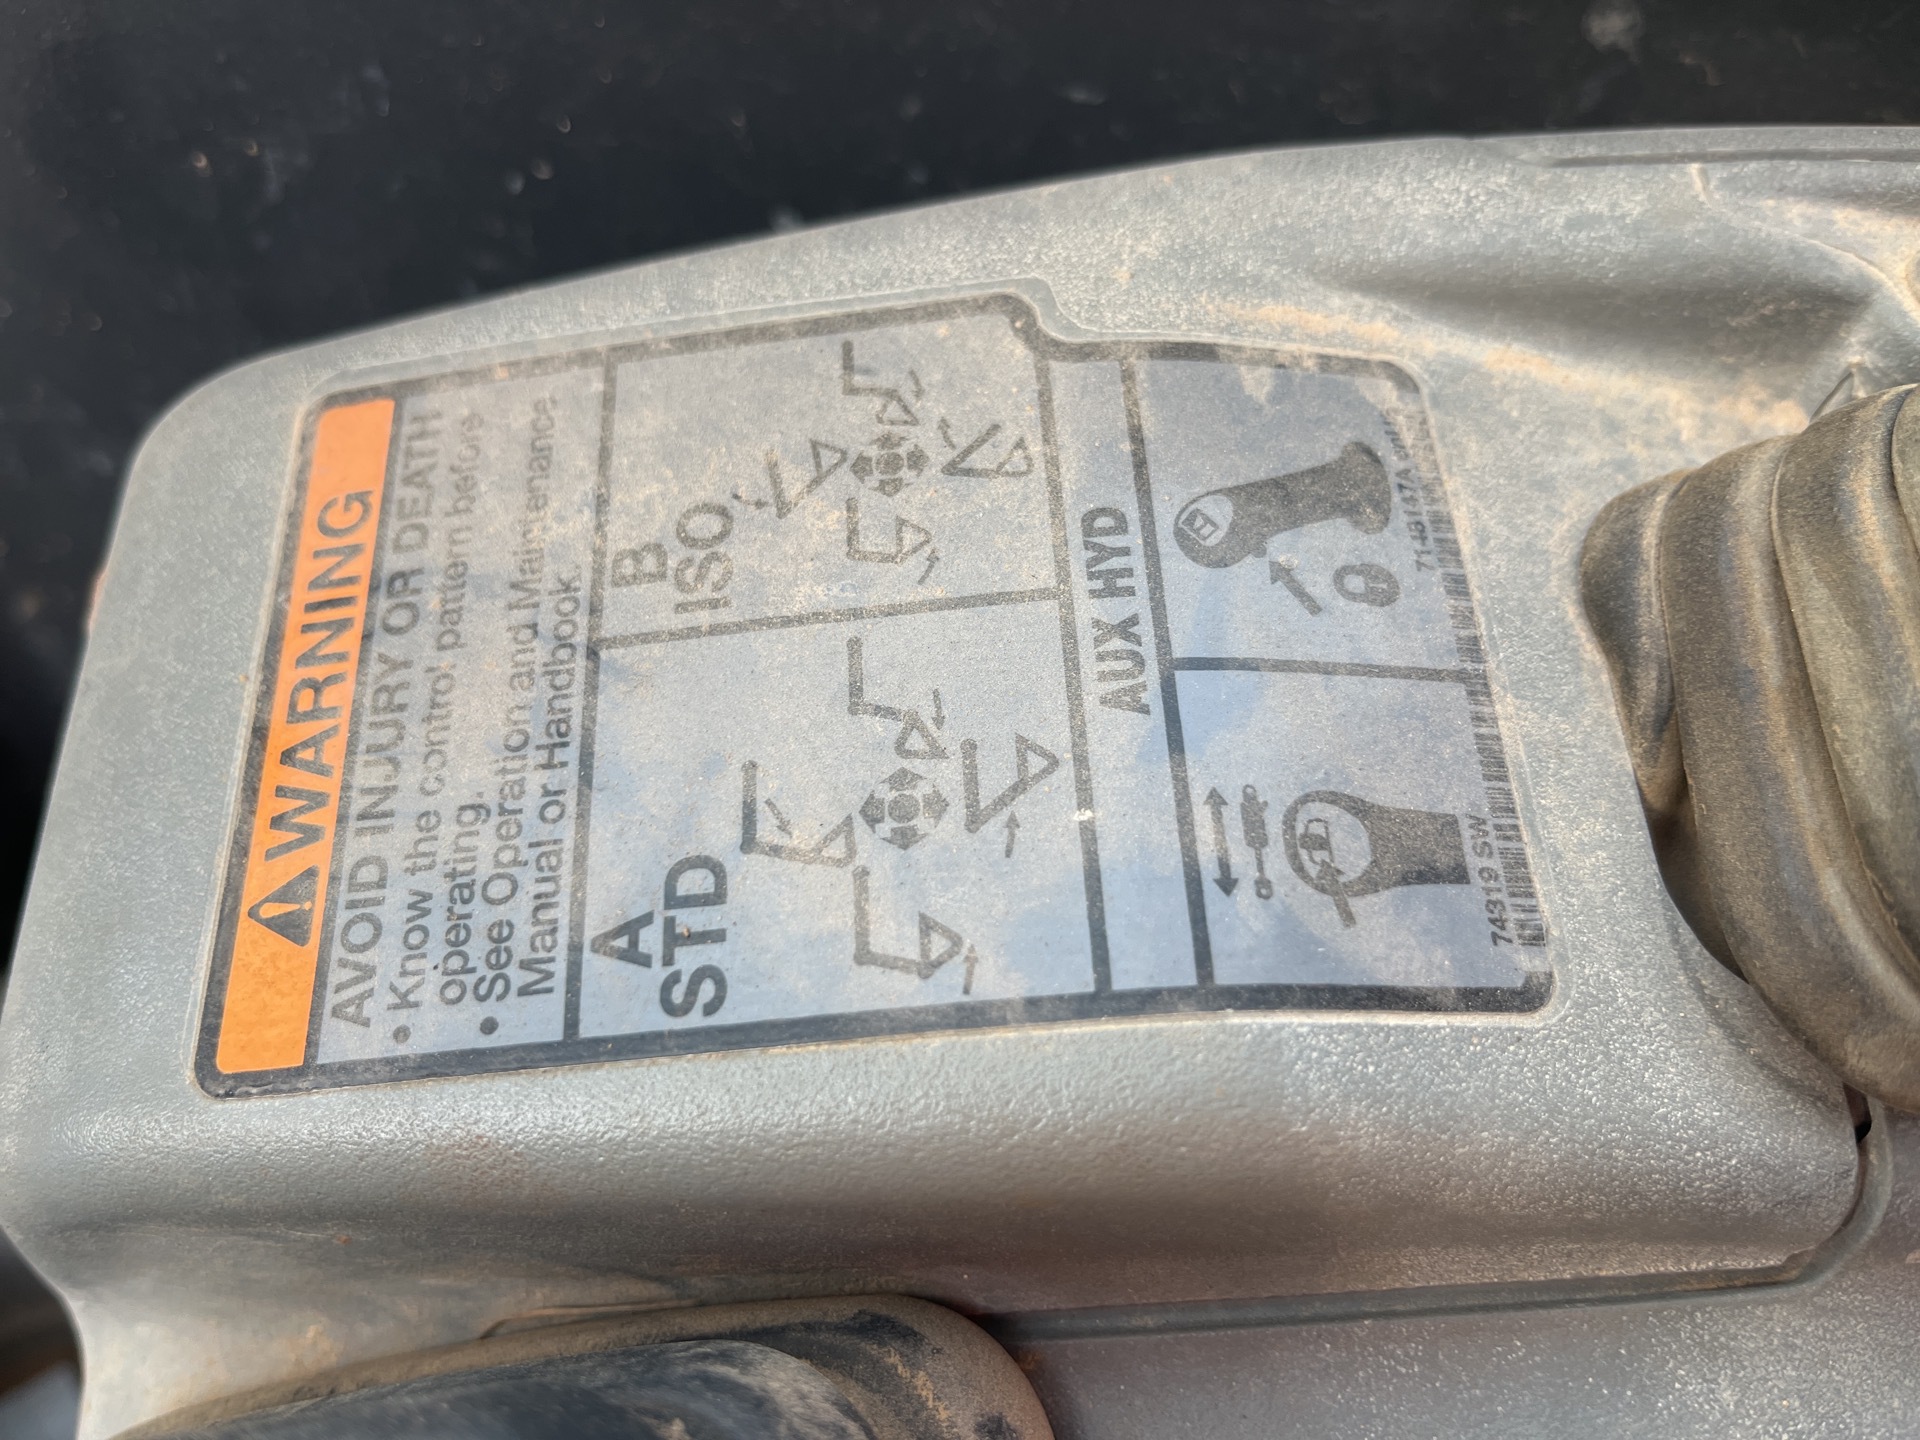 WARNING
AVOID INJURY OR DEATH
• Know the control pattern before
operating.
• See Operation and Maintenance
Manual or Handbook.
A
STD
B
ISO
AUX HYD
74319 SW
7148147A